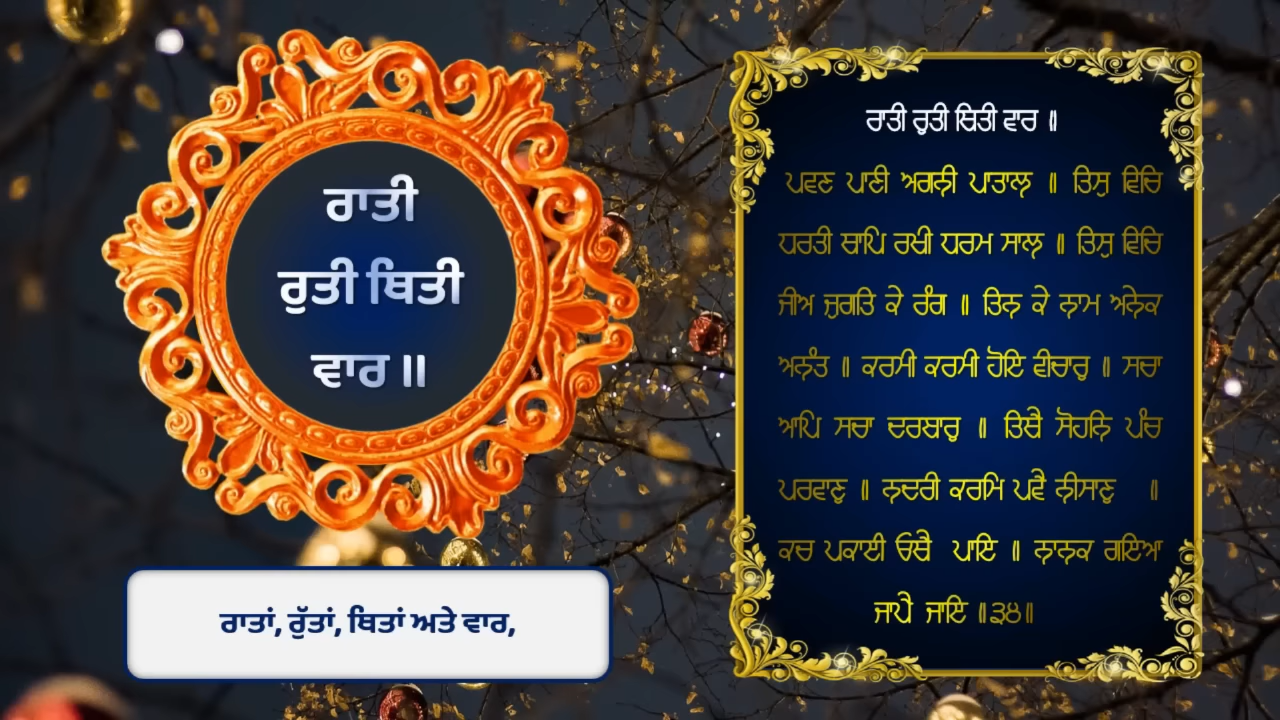 ਰਾਤੀ
ਰੁਤੀ ਥਿਤੀ
ਵਾਰ ॥
ਰਾਤਾਂ, ਰੁੱਤਾਂ, ਥਿਤਾਂ ਅਤੇ ਵਾਰ,
ਰਾਤੀ ਰੁਤੀ ਥਿਤੀ ਵਾਰ ॥
ਪਵਣ ਪਾਣੀ ਅਗਨੀ ਪਾਤਾਲ ॥ ਤਿਸੁ ਵਿਚਿ
ਧਰਤੀ ਥਾਪਿ ਰਖੀ ਧਰਮ ਸਾਲ ॥ ਤਿਸੁ ਵਿਚਿ
ਜੀਅ ਜੁਗਤਿ ਕੇ ਰੰਗ ॥ ਤਿਨ ਕੇ ਨਾਮ ਅਨੇਕ
ਅਨੰਤ ॥ ਕਰਮੀ ਕਰਮੀ ਹੋਇ ਵੀਚਾਰੁ ॥ ਸਚਾ
ਆਪਿ ਸਚਾ ਦਰਬਾਰੁ ॥ ਤਿਥੈ ਸੋਹਨਿ ਪੰਚ
ਪਰਵਾਣੁ ॥ ਨਦਰੀ ਕਰਮਿ ਪਵੈ ਨੀਸਾਣੁ ॥
ਕਚ ਪਕਾਈ ਓਥੈ ਪਾਇ ॥ ਨਾਨਕ ਗਇਆ
ਜਾਪੈ ਜਾਇ ॥੩੪॥